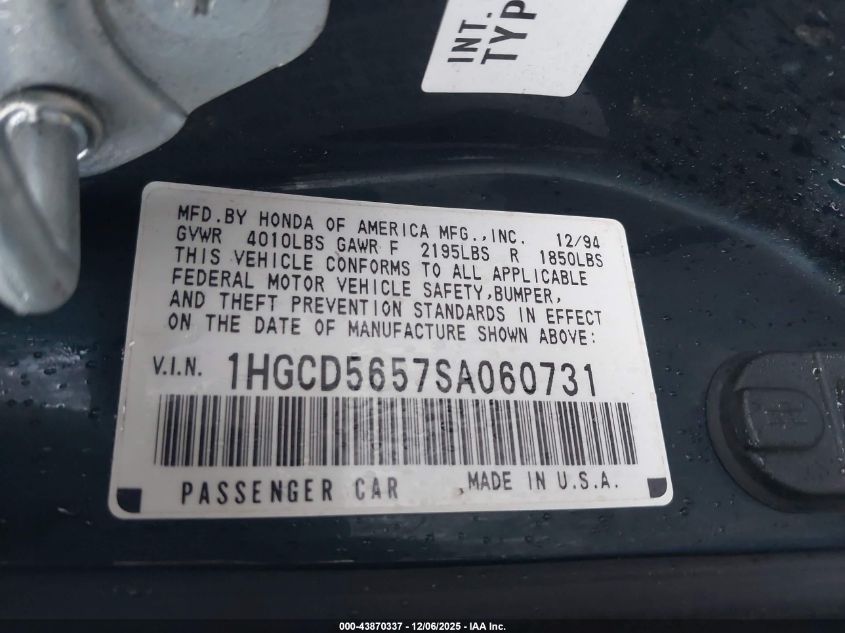 INT.
TYP
MFD.BY HONDA OF AMERICA MFG.,INC. 12/94
GVWR 4010LBS GAWR F 2195LBS R 1850LBS
THIS VEHICLE CONFORMS TO ALL APPLICABLE
FEDERAL MOTOR VEHICLE SAFETY,BUMPER,
AND THEFT PREVENTION STANDARDS IN EFFECT
ON THE DATE OF MANUFACTURE SHOWN ABOVE:
V.I.N. 1HGCD5657SA060731
PASSENGER CAR MADE IN U.S.A.
000-43870337 - 12/06/2025 - IAA Inc.